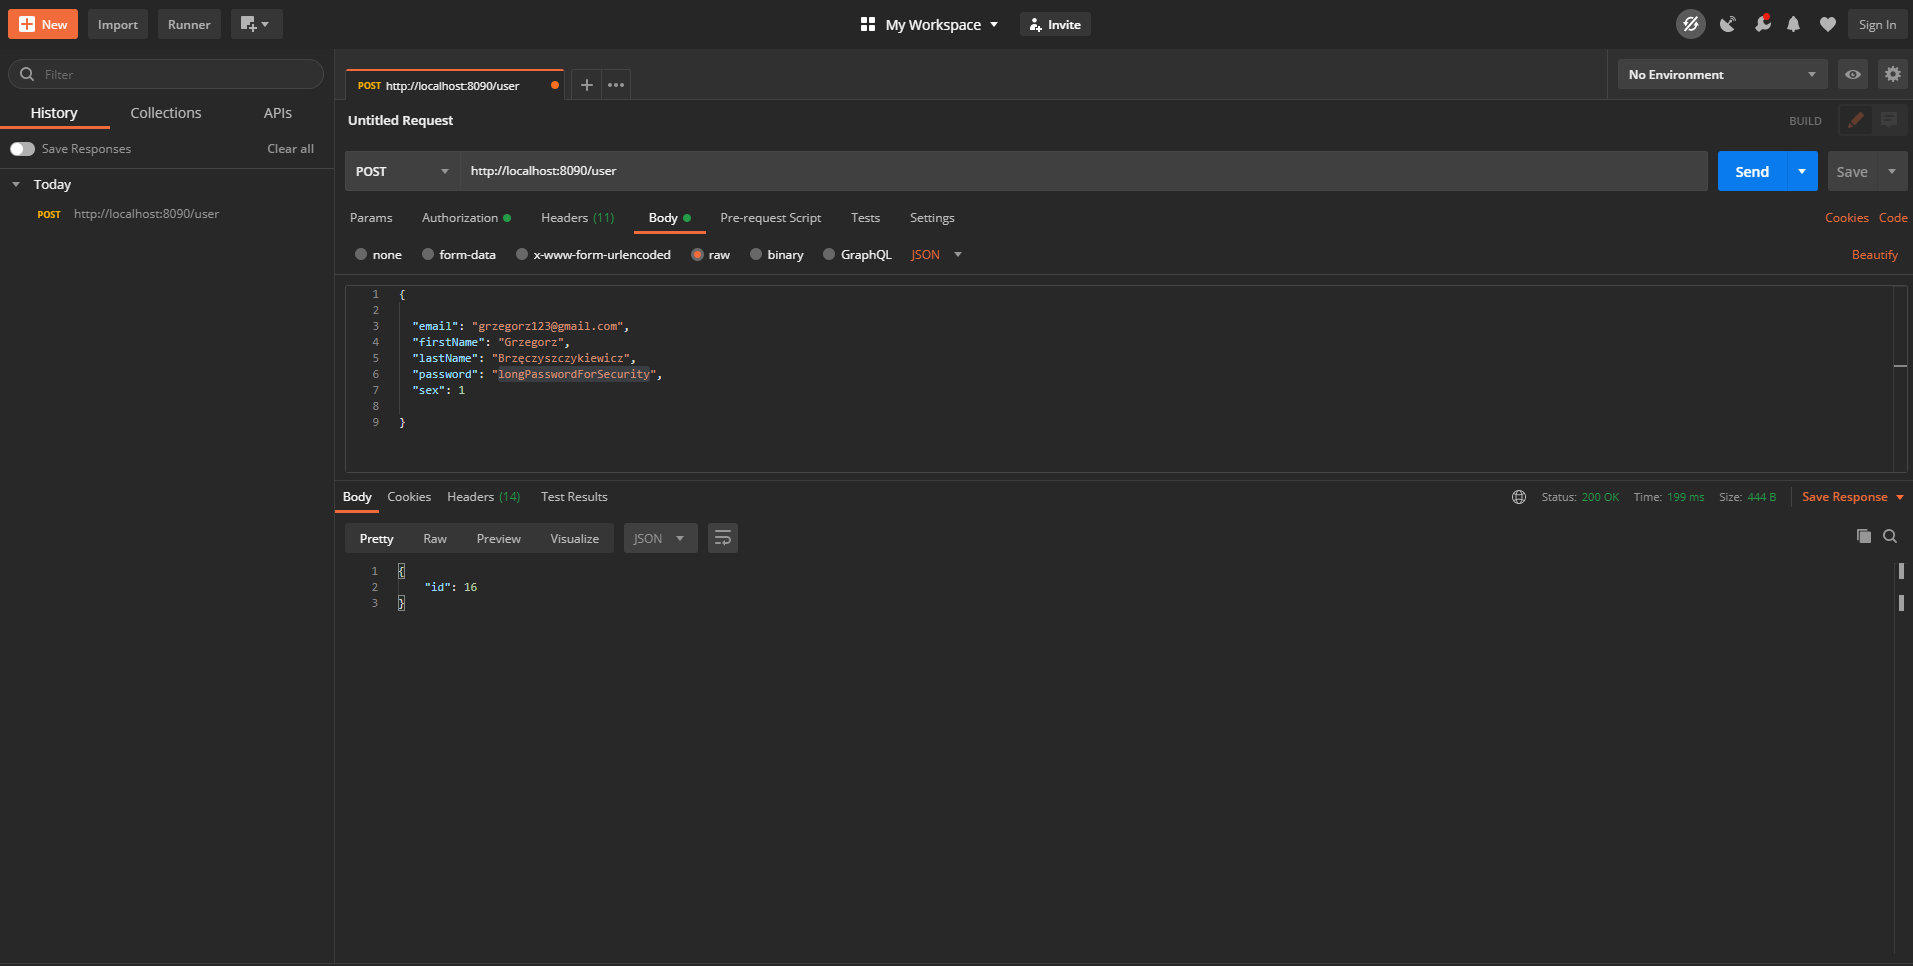 New Import Runner My Workspace Invite Sign In
Filter
History Collections APIs
Save Responses Clear all
Today
POST http://localhost:8090/user
POST http://localhost:8090/user
No Environment
Untitled Request BUILD
POST http://localhost:8090/user Send Save
Params Authorization Headers (11) Body Pre-request Script Tests Settings Cookies Code
none form-data x-www-form-urlencoded raw binary GraphQL JSON Beautify
1 {
2
3 "email": "grzegorz123@gmail.com",
4 "firstName": "Grzegorz",
5 "lastName": "Brzęczyszczykiewicz",
6 "password": "longPasswordForSecurity",
7 "sex": 1
8
9 }
Body Cookies Headers (14) Test Results Status: 200 OK Time: 199 ms Size: 444 B Save Response
Pretty Raw Preview Visualize JSON
1 {
2 "id": 16
3 }